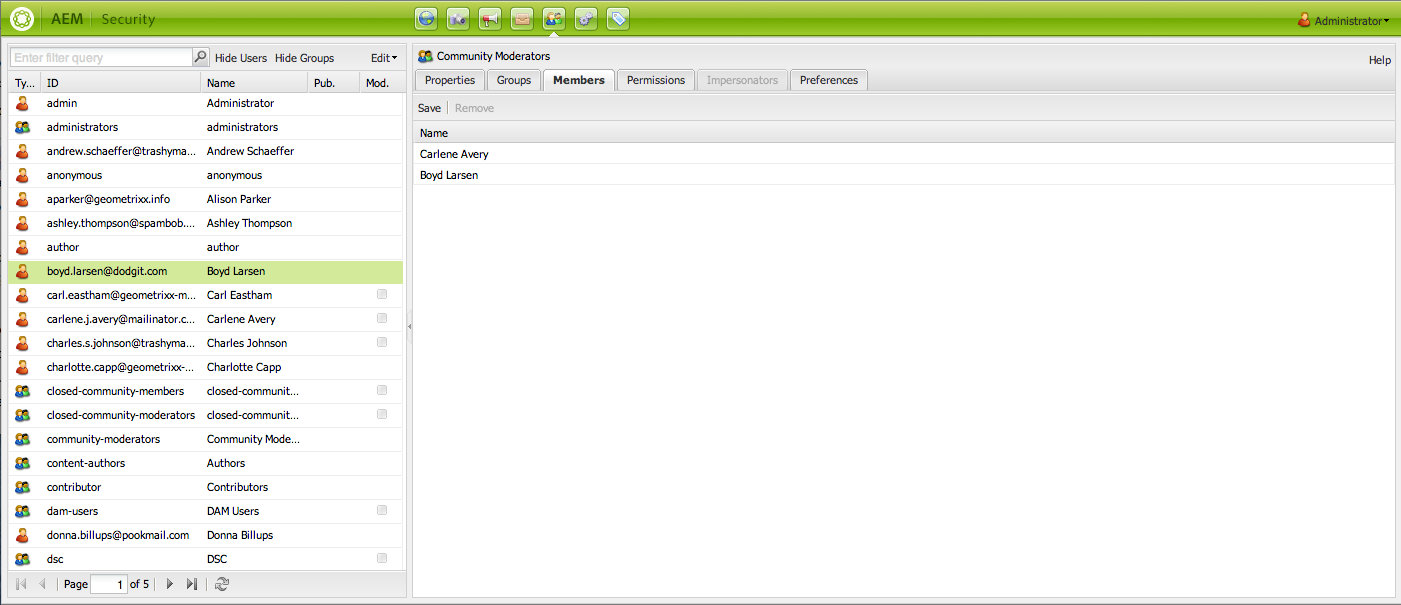 AEM Security Administrator
Enter filter query Hide Users Hide Groups Edit
Ty... ID Name Pub. Mod.
admin Administrator
administrators administrators
andrew.schaeffer@trashyma... Andrew Schaeffer
anonymous anonymous
aparker@geometrixx.info Alison Parker
ashley.thompson@spambob.... Ashley Thompson
author author
boyd.larsen@dodgit.com Boyd Larsen
carl.eastham@geometrixx-m... Carl Eastham
carlene.j.avery@mailinator.c... Carlene Avery
charles.s.johnson@trashyma... Charles Johnson
charlotte.capp@geometrixx-... Charlotte Capp
closed-community-members closed-communit...
closed-community-moderators closed-communit...
community-moderators Community Mode...
content-authors Authors
contributor Contributors
dam-users DAM Users
donna.billups@pookmail.com Donna Billups
dsc DSC
Page 1 of 5
Community Moderators
Help
Properties Groups Members Permissions Impersonators Preferences
Save Remove
Name
Carlene Avery
Boyd Larsen